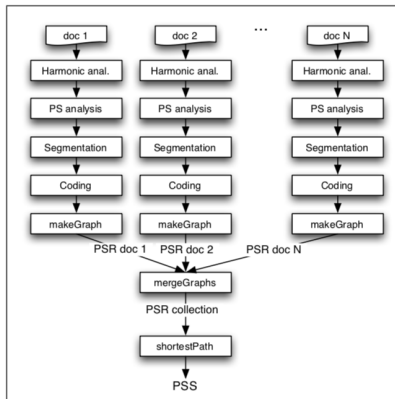 doc 1 doc 2 ... doc N
Harmonic anal. Harmonic anal. Harmonic anal.
PS analysis PS analysis PS analysis
Segmentation Segmentation Segmentation
Coding Coding Coding
makeGraph makeGraph makeGraph
PSR doc 1 PSR doc 2 PSR doc N
mergeGraphs
PSR collection
shortestPath
PSS